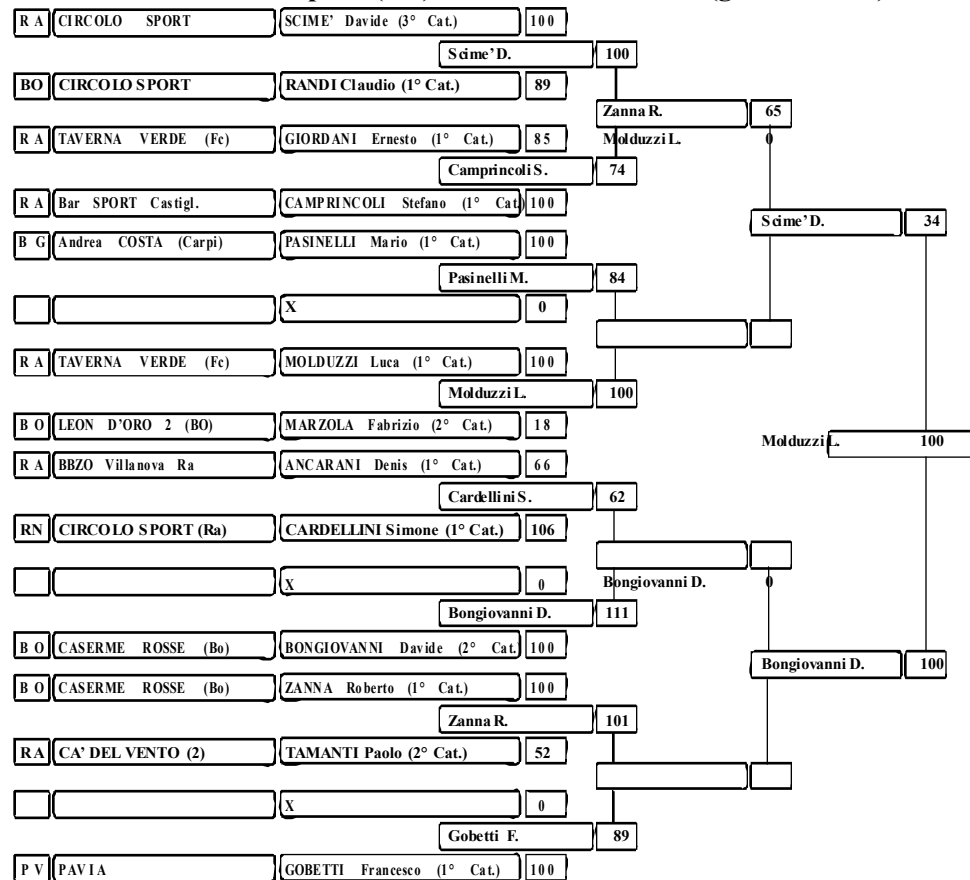 R A CIRCOLO SPORT SCIME' Davide (3° Cat.) 100
Scime' D. 100
BO CIRCOLO SPORT RANDI Claudio (1° Cat.) 89
Zanna R. 65
R A TAVERNA VERDE (Fc) GIORDANI Ernesto (1° Cat.) 85 Molduzzi L. 0
Camprincoli S. 74
R A Bar SPORT Castigl. CAMPRINCOLI Stefano (1° Cat.) 100
Scime' D. 34
B G Andrea COSTA (Carpi) PASINELLI Mario (1° Cat.) 100
Pasinelli M. 84
X 0
R A TAVERNA VERDE (Fc) MOLDUZZI Luca (1° Cat.) 100
Molduzzi L. 100
B O LEON D'ORO 2 (BO) MARZOLA Fabrizio (2° Cat.) 18
Molduzzi L. 100
R A BBZO Villanova Ra ANCARANI Denis (1° Cat.) 66
Cardellini S. 62
RN CIRCOLO SPORT (Ra) CARDELLINI Simone (1° Cat.) 106
X 0 Bongiovanni D. 0
Bongiovanni D. 111
B O CASERME ROSSE (Bo) BONGIOVANNI Davide (2° Cat. 100
Bongiovanni D. 100
B O CASERME ROSSE (Bo) ZANNA Roberto (1° Cat.) 100
Zanna R. 101
RA CA' DEL VENTO (2) TAMANTI Paolo (2° Cat.) 52
X 0
Gobetti F. 89
P V PAVIA GOBETTI Francesco (1° Cat.) 100